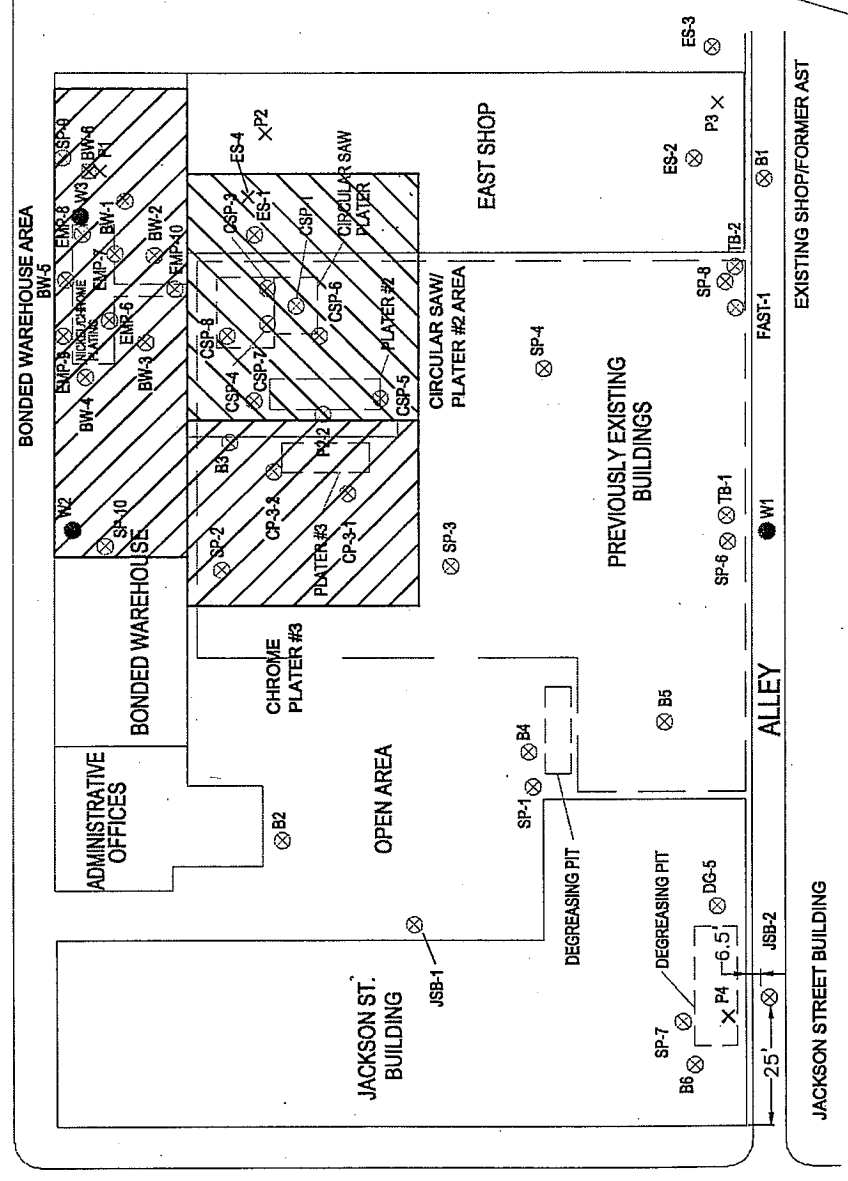 BONDED WAREHOUSE AREA
BW-5
EMP-9
EMR-8
SP-9
BW-6
P1
W3
NICKEL/CHROME
PLATING
EMP-7
BW-1
EMR-6
BW-2
BW-4
BW-3
EMP-10
W2
SP-10
BONDED WAREHOUSE
ADMINISTRATIVE
OFFICES
ES-4
P2
ES-1
CSP-3
CSP-1
CIRCULAR SAW
PLATER
CSP-8
CSP-6
CSP-4
CSP-7
PLATER #2
CSP-5
P2-2
B3
CP-3-2
PLATER #3
CP-3-1
SP-2
CIRCULAR SAW/
PLATER #2 AREA
CHROME
PLATER #3
EAST SHOP
ES-3
P3
ES-2
B1
TB-2
SP-8
FAST-1
EXISTING SHOP/FORMER AST
SP-4
SP-3
PREVIOUSLY EXISTING
BUILDINGS
TB-1
SP-6
W1
ALLEY
B5
B4
SP-1
DEGREASING PIT
B2
OPEN AREA
JSB-1
JACKSON ST.
BUILDING
DEGREASING PIT
DG-5
6.5'
P4
SP-7
B6
JSB-2
25'
JACKSON STREET BUILDING